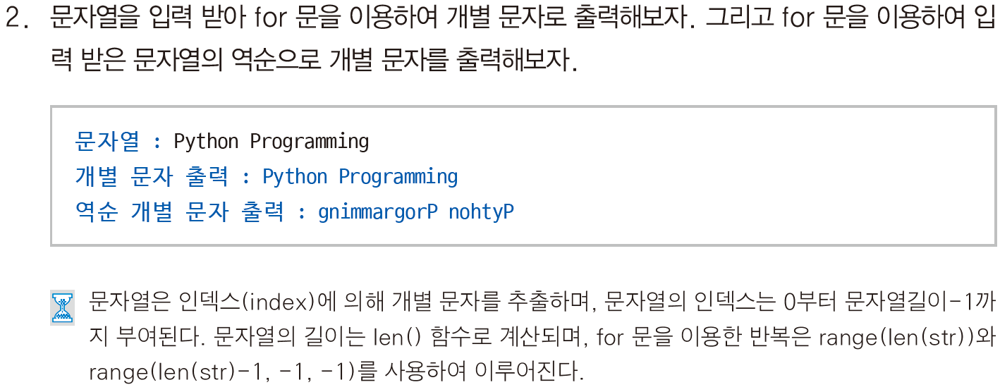 2. 문자열을 입력 받아 for 문을 이용하여 개별 문자로 출력해보자. 그리고 for 문을 이용하여 입
력 받은 문자열의 역순으로 개별 문자를 출력해보자.
문자열 : Python Programming
개별 문자 출력 : Python Programming
역순 개별 문자 출력 : gnimmargorP nohtyP
문자열은 인덱스(index)에 의해 개별 문자를 추출하며, 문자열의 인덱스는 0부터 문자열길이-1까
지 부여된다. 문자열의 길이는 len() 함수로 계산되며, for 문을 이용한 반복은 range(len(str))와
range(len(str)-1, -1, -1)를 사용하여 이루어진다.